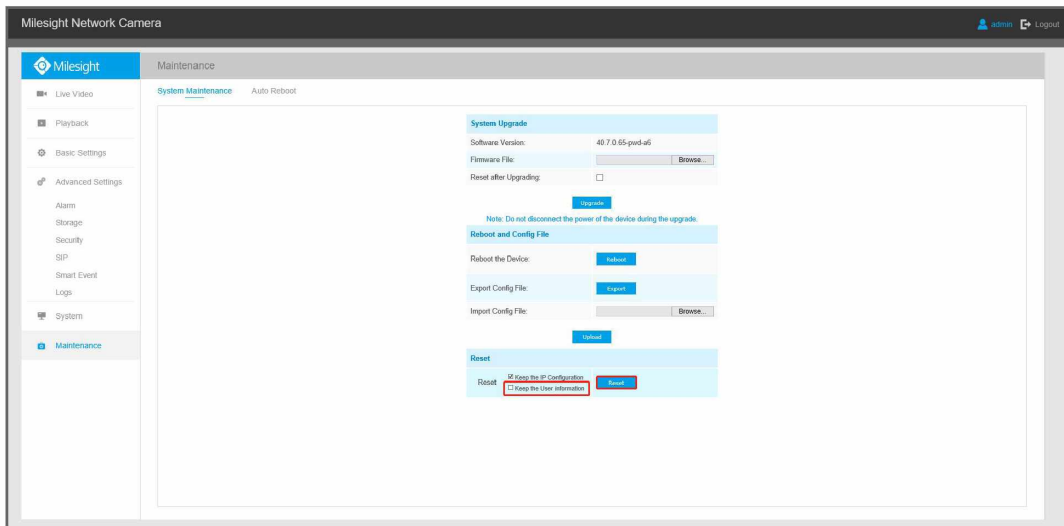 Milesight Network Camera
admin Logout
Milesight
Maintenance
Live Video
Playback
Basic Settings
Advanced Settings
Alarm
Storage
Security
SIP
Smart Event
Logs
System
Maintenance
System Maintenance Auto Reboot
System Upgrade
Software Version: 40.7.0.65-pwd-a6
Firmware File: Browse...
Reset after Upgrading:
Upgrade
Note: Do not disconnect the power of the device during the upgrade.
Reboot and Config File
Reboot the Device: Reboot
Export Config File: Export
Import Config File: Browse...
Upload
Reset
Reset Keep the IP Configuration
Keep the User information Reset